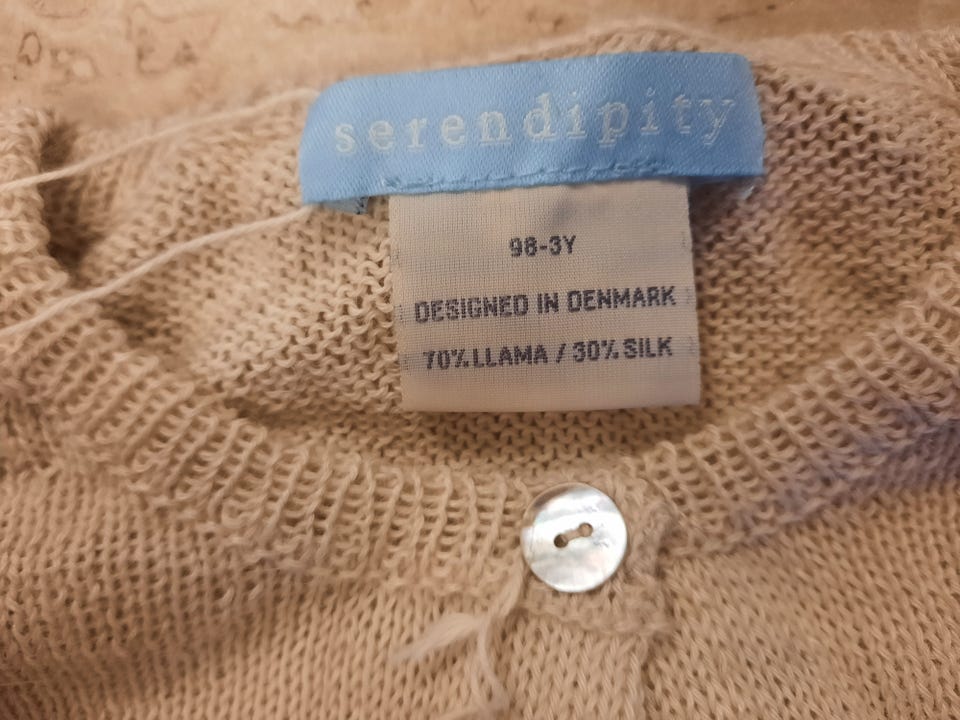 serendipity
98-3Y
DESIGNED IN DENMARK
70% LLAMA / 30% SILK